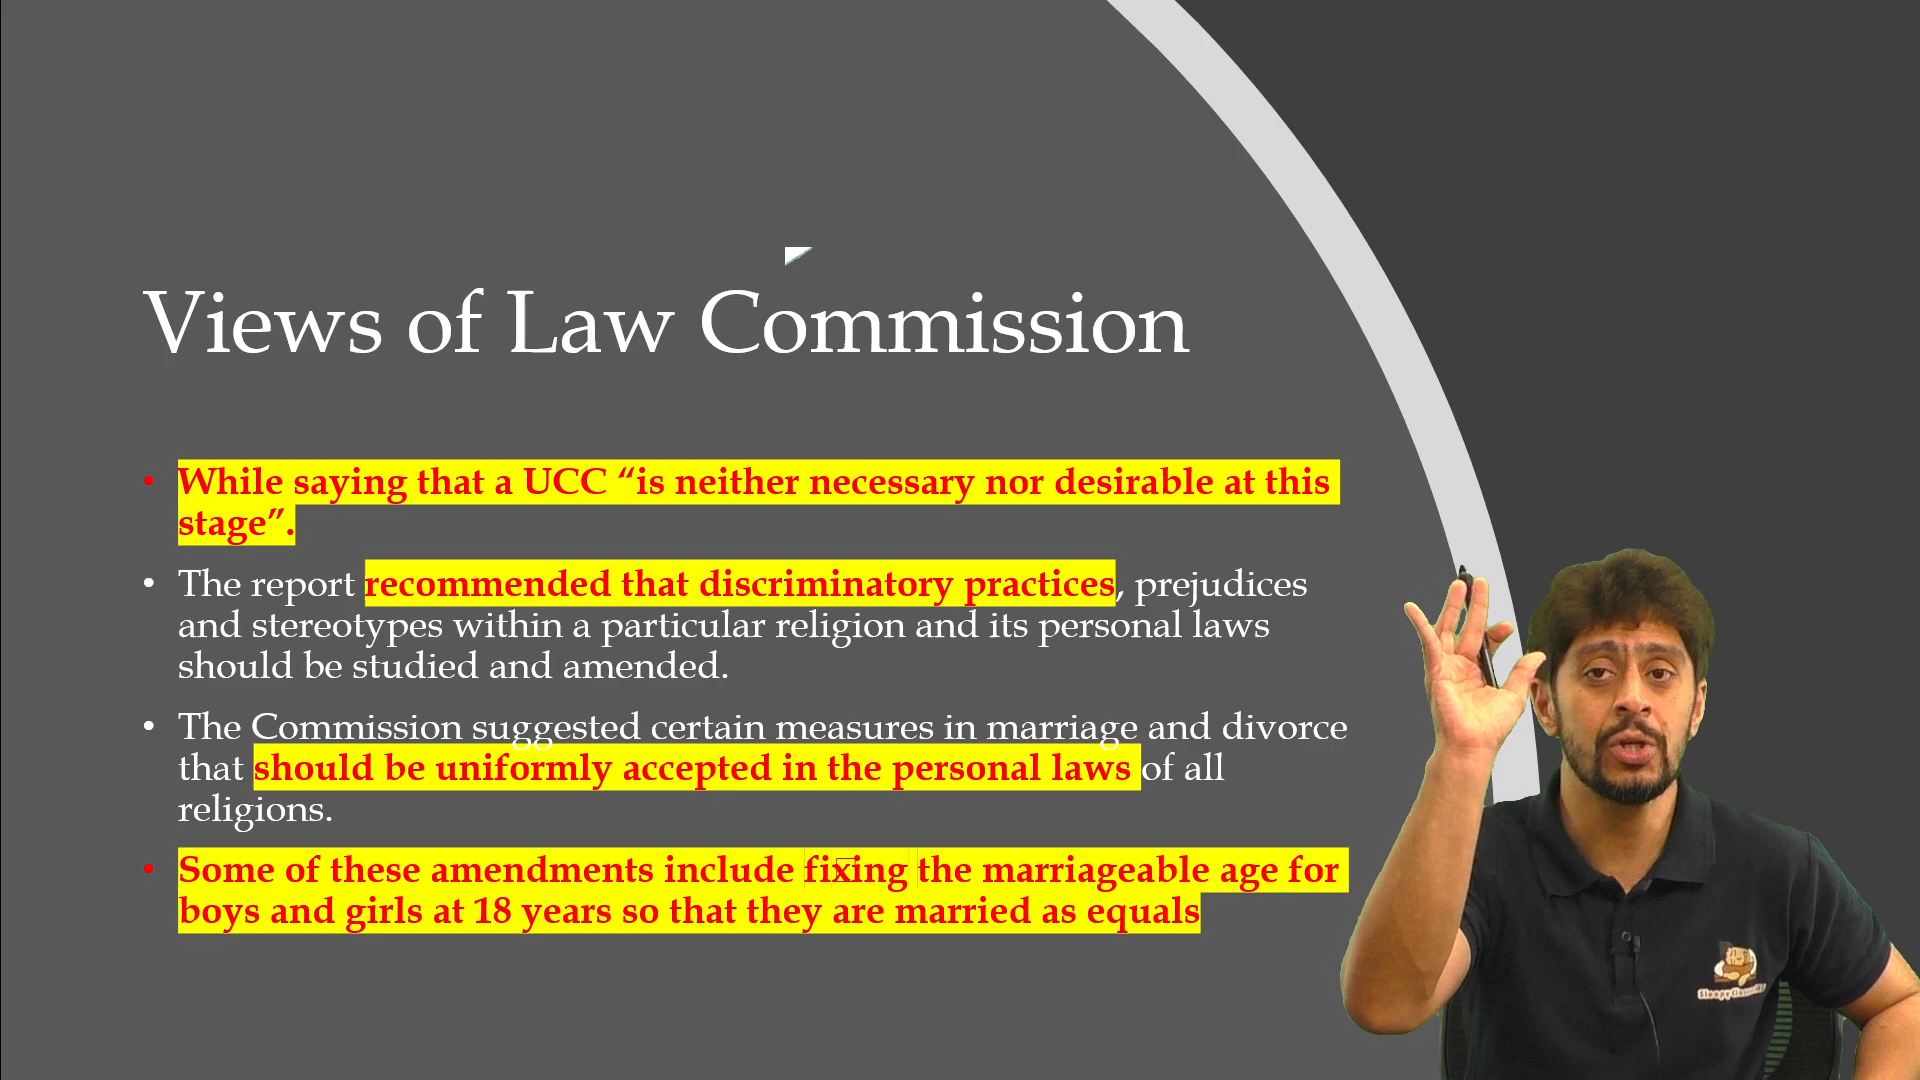 Views of Law Commission
• While saying that a UCC “is neither necessary nor desirable at this
stage”.
• The report recommended that discriminatory practices, prejudices
and stereotypes within a particular religion and its personal laws
should be studied and amended.
• The Commission suggested certain measures in marriage and divorce
that should be uniformly accepted in the personal laws of all
religions.
• Some of these amendments include fixing the marriageable age for
boys and girls at 18 years so that they are married as equals